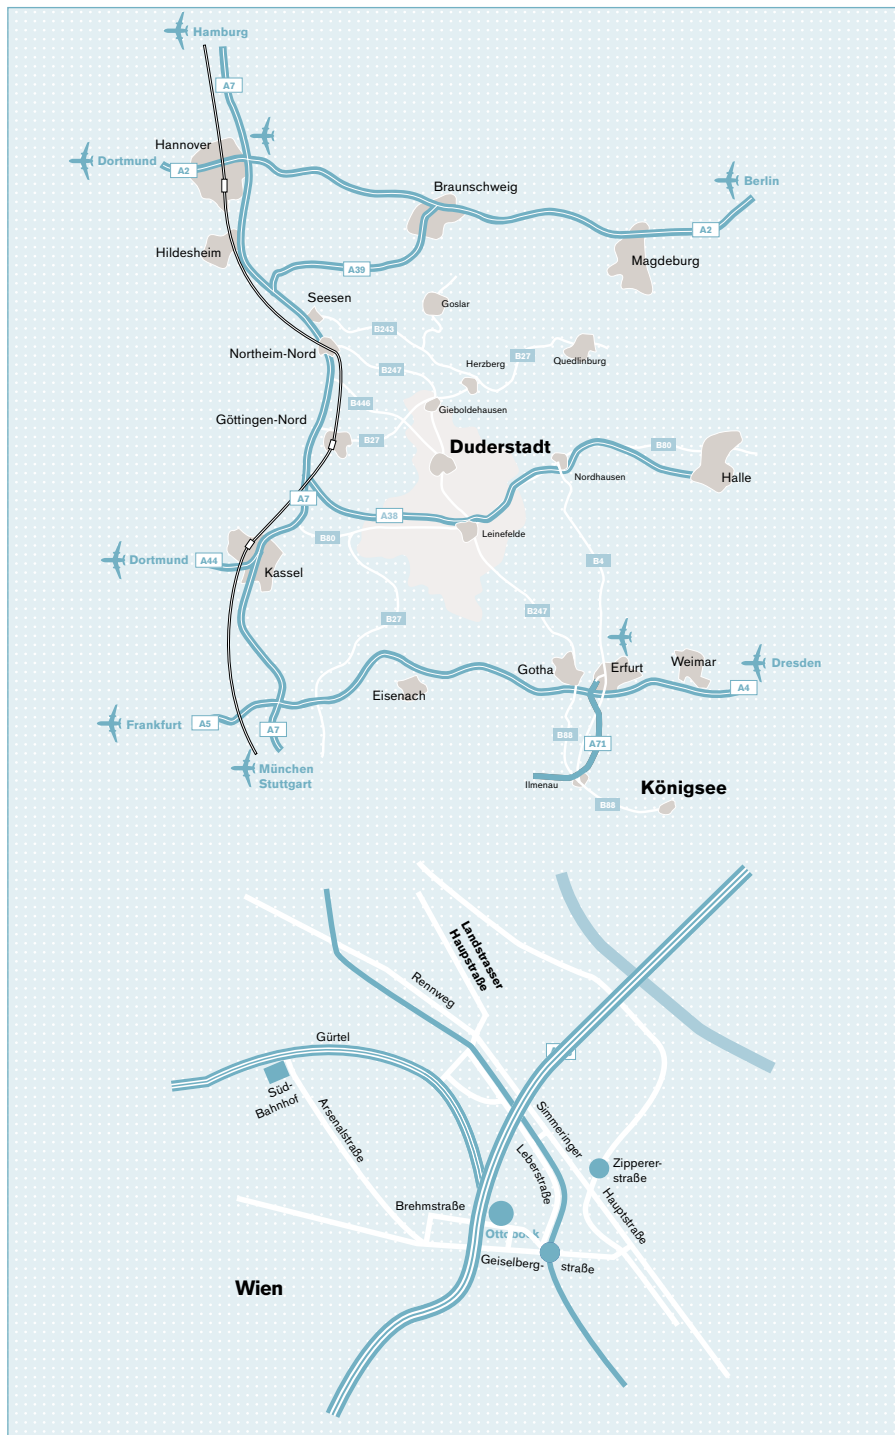 Hamburg
A7
Hannover
Dortmund
A2
Braunschweig
Berlin
A2
Hildesheim
Magdeburg
A39
Seesen
Goslar
B243
Northeim-Nord
B27
Quedlinburg
Herzberg
B247
B446
Gieboldehausen
Göttingen-Nord
B27
Duderstadt
B80
Nordhausen
Halle
A7
A38
Leinefelde
B80
Dortmund
A44
Kassel
B4
B27
B247
Gotha
Erfurt
Weimar
Dresden
A4
Eisenach
Frankfurt
A5
A7
B88
A71
München
Stuttgart
Ilmenau
Königsee
B88
Landstrasser
Haupstraße
Rennweg
Gürtel
Süd-
Bahnhof
Arsenalstraße
Simmeringer
Hauptstraße
Leberstraße
Zipperer-
straße
Brehmstraße
Ottobock
Geiselberg-
straße
Wien